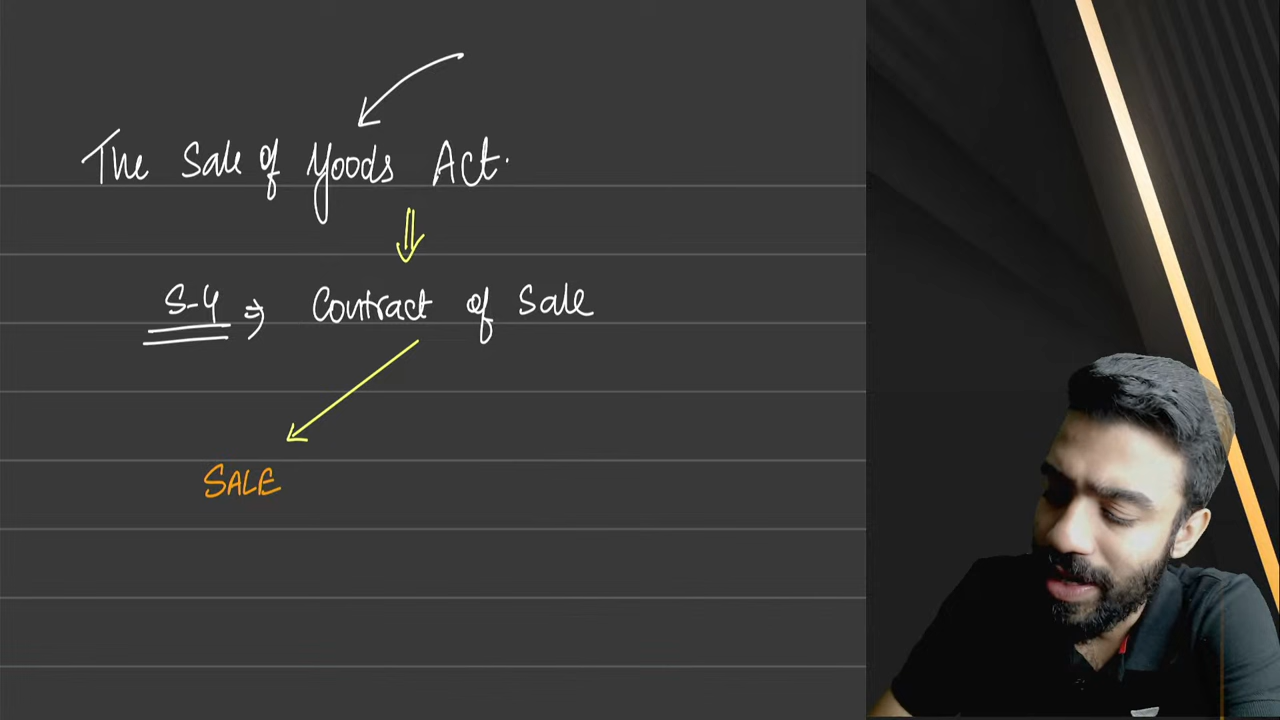 The Sale of Goods Act.
S-4 ⇒ Contract of Sale
SALE